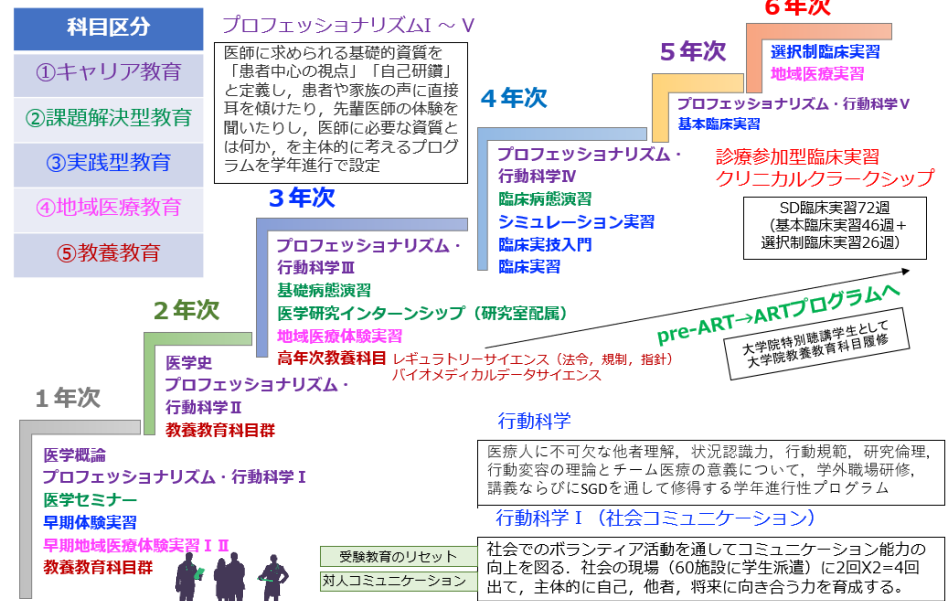 科目区分
①キャリア教育
②課題解決型教育
③実践型教育
④地域医療教育
⑤教養教育
プロフェッショナリズムI ～ V
医師に求められる基礎的資質を
「患者中心の視点」「自己研鑽」
と定義し，患者や家族の声に直接
耳を傾けたり，先輩医師の体験を
聞いたりし，医師に必要な資質と
は何か，を主体的に考えるプログ
ラムを学年進行で設定
1年次
医学概論
プロフェッショナリズム・行動科学Ⅰ
医学セミナー
早期体験実習
早期地域医療体験実習ⅠⅡ
教養教育科目群
2年次
医学史
プロフェッショナリズム・
行動科学Ⅱ
教養教育科目群
3年次
プロフェッショナリズム・
行動科学Ⅲ
基礎病態演習
医学研究インターンシップ（研究室配属）
地域医療体験実習
高年次教養科目 レギュラトリーサイエンス（法令，規制，指針）
バイオメディカルデータサイエンス
4年次
プロフェッショナリズム・
行動科学Ⅳ
臨床病態演習
シミュレーション実習
臨床実技入門
臨床実習
5年次
プロフェッショナリズム・行動科学Ⅴ
基本臨床実習
6年次
選択制臨床実習
地域医療実習
診療参加型臨床実習
クリニカルクラークシップ
SD臨床実習72週
（基本臨床実習46週＋
選択制臨床実習26週）
pre-ART→ARTプログラムへ
大学院特別聴講学生として
大学院教養教育科目履修
行動科学
医療人に不可欠な他者理解，状況認識力，行動規範，研究倫理，
行動変容の理論とチーム医療の意義について，学外職場研修，
講義ならびにSGDを通して修得する学年進行性プログラム
行動科学Ⅰ（社会コミュニケーション）
受験教育のリセット
対人コミュニケーション
社会でのボランティア活動を通してコミュニケーション能力の
向上を図る．社会の現場（60施設に学生派遣）に2回X2=4回
出て，主体的に自己，他者，将来に向き合う力を育成する。